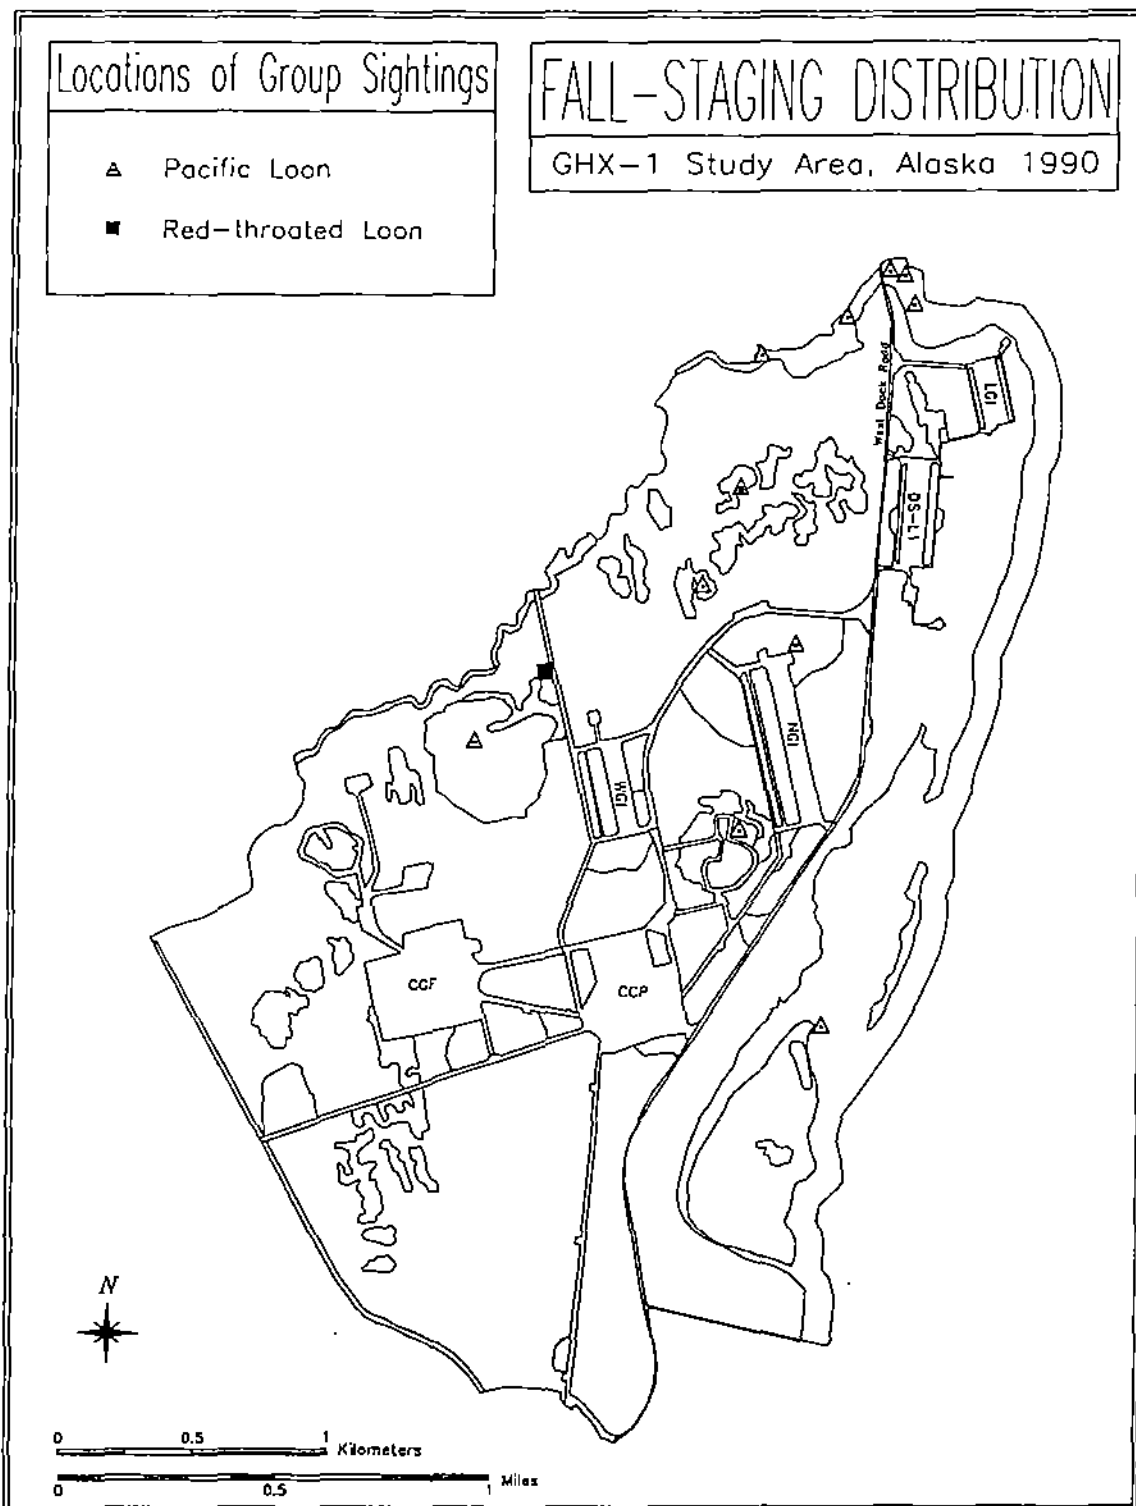 Locations of Group Sightings
Pacific Loon
Red-throated Loon
FALL-STAGING DISTRIBUTION
GHX-1 Study Area, Alaska 1990
West Dock Road
LGI
DS-L1
NGI
WGI
CGF
CCP
N
0 0.5 1 Kilometers
0 0.5 1 Miles